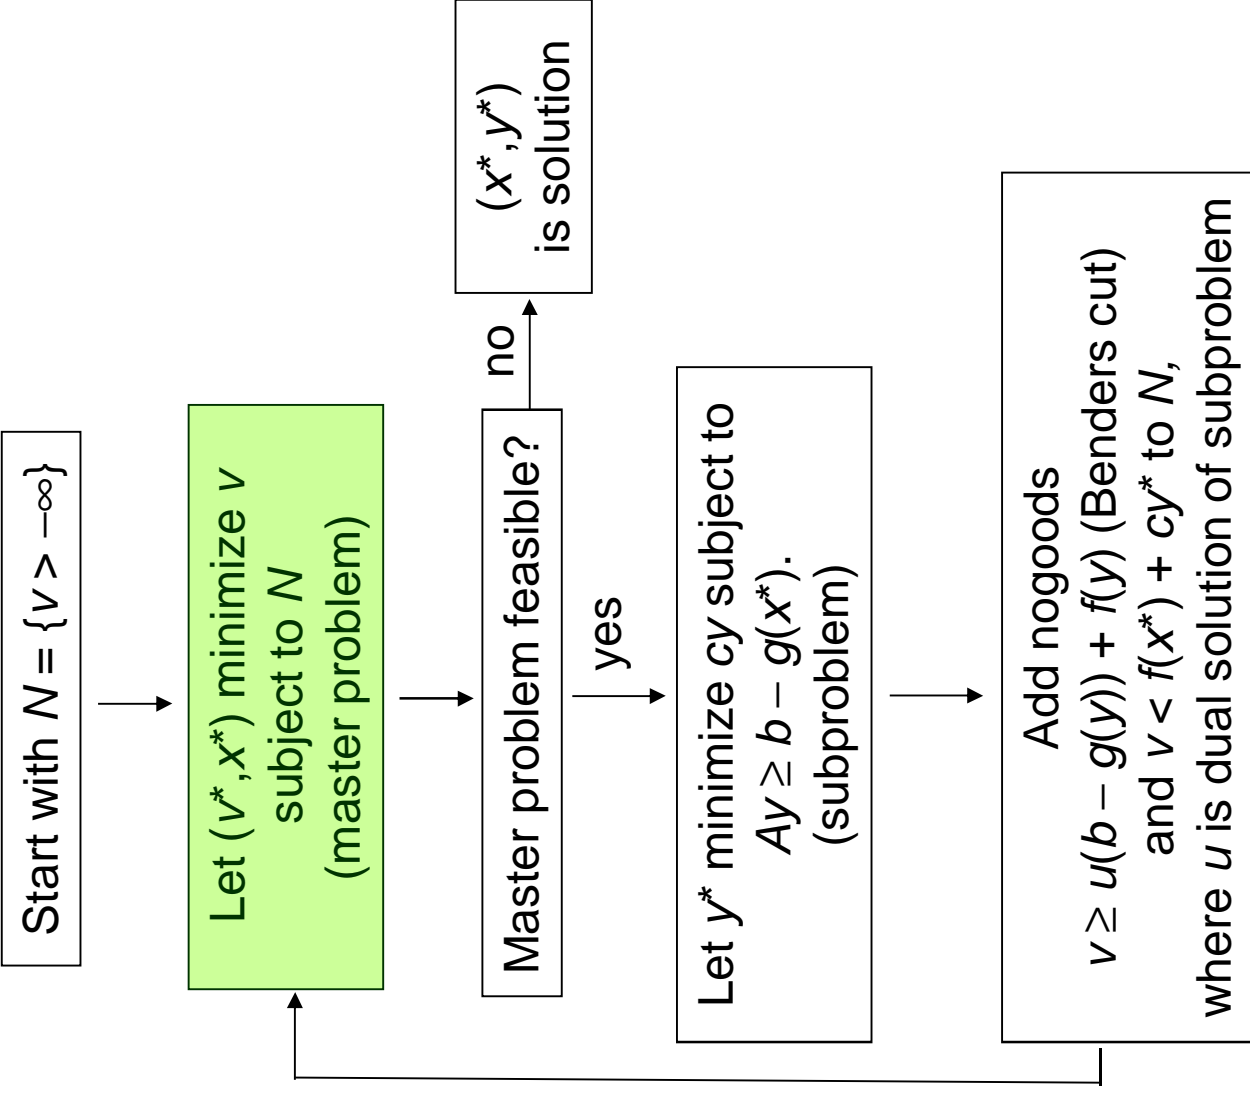 Start with N = {v > –∞}
Let (v*,x*) minimize v
subject to N
(master problem)
Master problem feasible?
no
(x*,y*)
is solution
yes
Let y* minimize cy subject to
Ay ≥ b – g(x*).
(subproblem)
Add nogoods
v ≥ u(b – g(y)) + f(y) (Benders cut)
and v < f(x*) + cy* to N,
where u is dual solution of subproblem